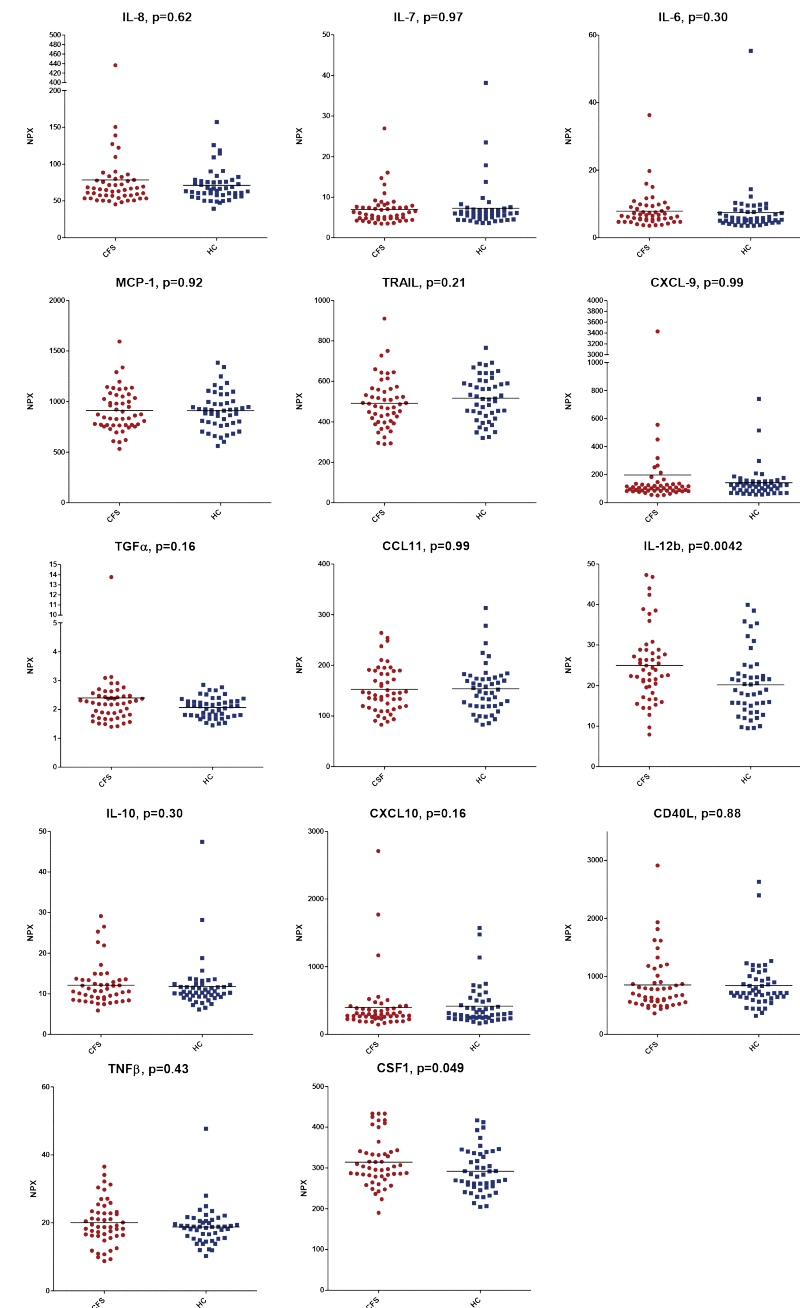 IL-8, p=0.62
500
480
460
440
420
400
200
150
100
50
0
NPX
CFS
HC
IL-7, p=0.97
50
40
30
20
10
0
NPX
CFS
HC
IL-6, p=0.30
60
40
20
0
NPX
CFS
HC
MCP-1, p=0.92
2000
1500
1000
500
0
NPX
CFS
HC
TRAIL, p=0.21
1000
800
600
400
200
0
NPX
CFS
HC
CXCL-9, p=0.99
4000
3800
3600
3400
3200
3000
1000
800
600
400
200
0
NPX
CFS
HC
TGFα, p=0.16
15
14
13
12
11
10
5
4
3
2
1
0
NPX
CFS
HC
CCL11, p=0.99
400
300
200
100
0
NPX
CSF
HC
IL-12b, p=0.0042
50
40
30
20
10
0
NPX
CFS
HC
IL-10, p=0.30
50
40
30
20
10
0
NPX
CFS
HC
CXCL10, p=0.16
3000
2000
1000
0
NPX
CFS
HC
CD40L, p=0.88
3000
2000
1000
0
NPX
CFS
HC
TNFβ, p=0.43
60
40
20
0
NPX
CFS
HC
CSF1, p=0.049
500
400
300
200
100
0
NPX
CFS
HC